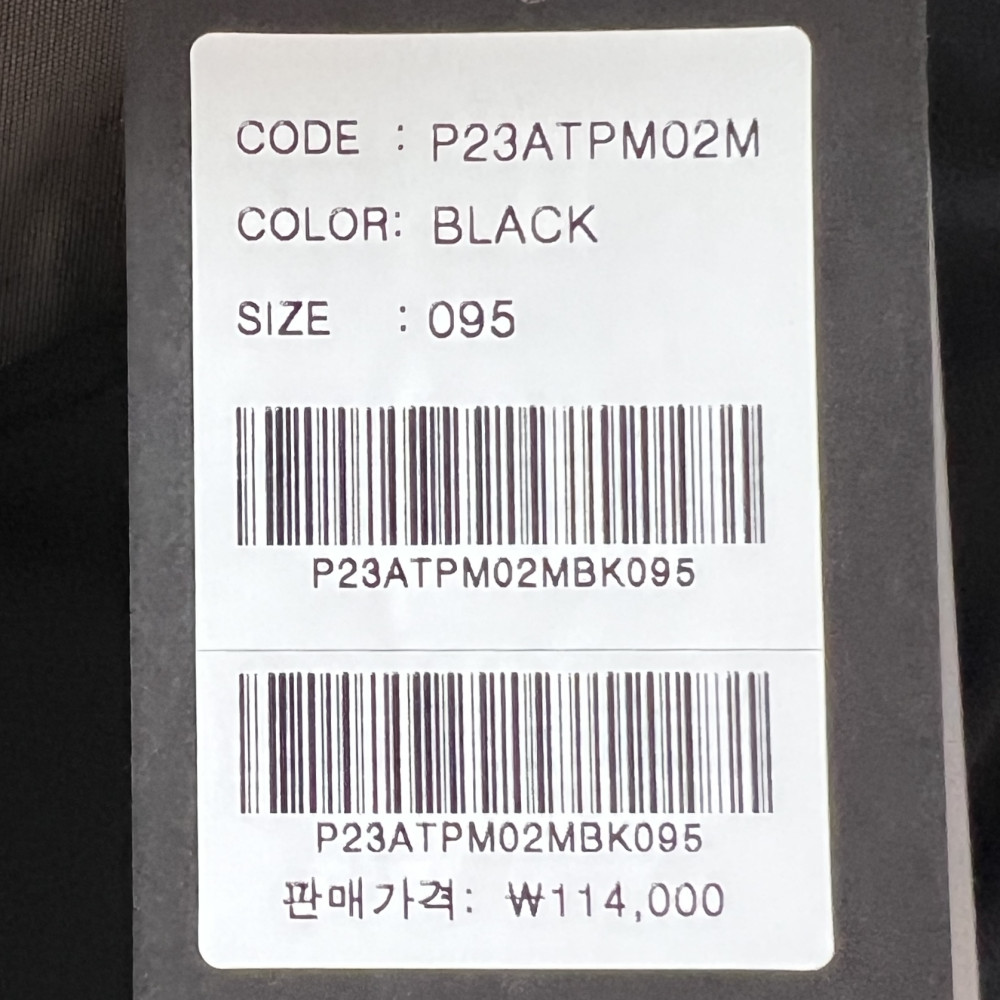 CODE : P23ATPM02M
COLOR: BLACK
SIZE : 095
P23ATPM02MBK095
P23ATPM02MBK095
판매가격: ₩114,000